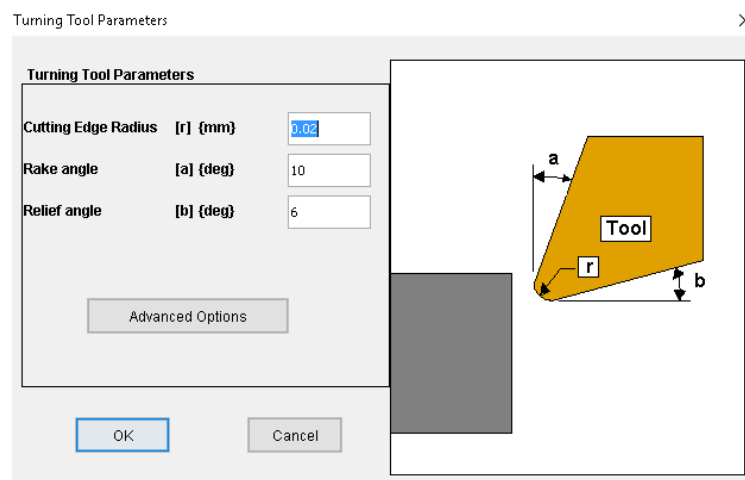 Turning Tool Parameters
Turning Tool Parameters
Cutting Edge Radius [r] {mm} 0.02
Rake angle [a] {deg} 10
Relief angle [b] {deg} 6
Advanced Options
OK Cancel
a
Tool
r
b